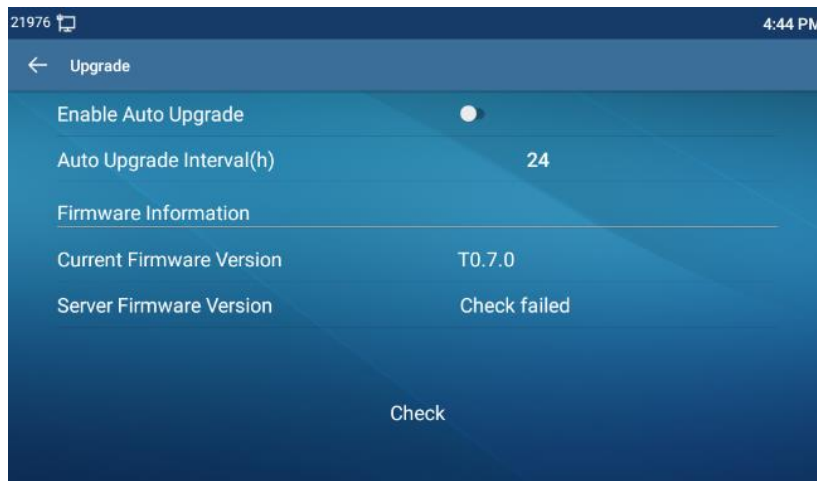 21976 4:44 PM
Upgrade
Enable Auto Upgrade
Auto Upgrade Interval(h) 24
Firmware Information
Current Firmware Version T0.7.0
Server Firmware Version Check failed
Check